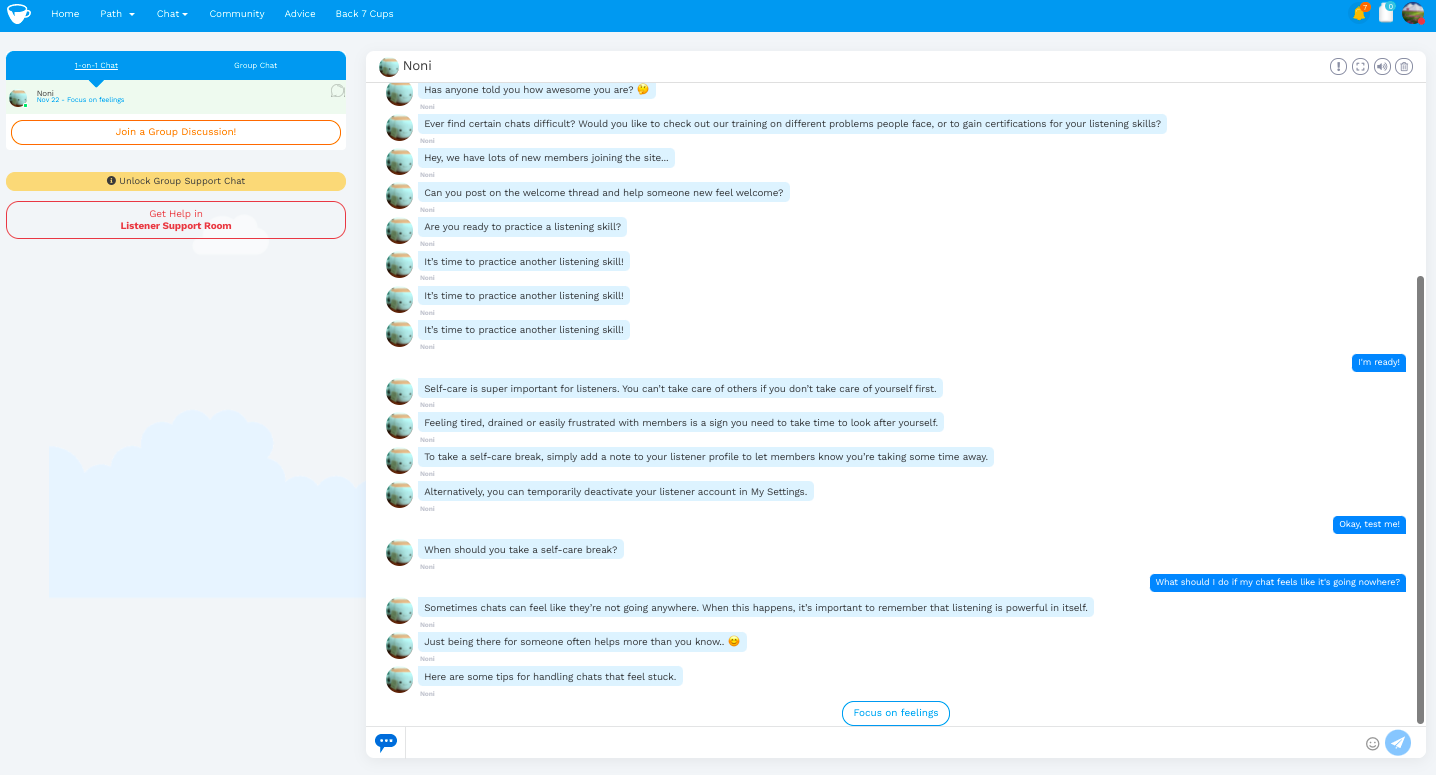 Home
Path
Chat
Community
Advice
Back 7 Cups
7
0
1-on-1 Chat
Group Chat
Noni
Nov 22 - Focus on feelings
Join a Group Discussion!
Unlock Group Support Chat
Get Help in
Listener Support Room
Noni
Has anyone told you how awesome you are? 🤔
Noni
Ever find certain chats difficult? Would you like to check out our training on different problems people face, or to gain certifications for your listening skills?
Noni
Hey, we have lots of new members joining the site...
Noni
Can you post on the welcome thread and help someone new feel welcome?
Noni
Are you ready to practice a listening skill?
Noni
It's time to practice another listening skill!
Noni
It's time to practice another listening skill!
Noni
It's time to practice another listening skill!
Noni
I'm ready!
Self-care is super important for listeners. You can't take care of others if you don't take care of yourself first.
Noni
Feeling tired, drained or easily frustrated with members is a sign you need to take time to look after yourself.
Noni
To take a self-care break, simply add a note to your listener profile to let members know you're taking some time away.
Noni
Alternatively, you can temporarily deactivate your listener account in My Settings.
Noni
Okay, test me!
When should you take a self-care break?
Noni
What should I do if my chat feels like it's going nowhere?
Sometimes chats can feel like they're not going anywhere. When this happens, it's important to remember that listening is powerful in itself.
Noni
Just being there for someone often helps more than you know.. 😊
Noni
Here are some tips for handling chats that feel stuck.
Noni
Focus on feelings